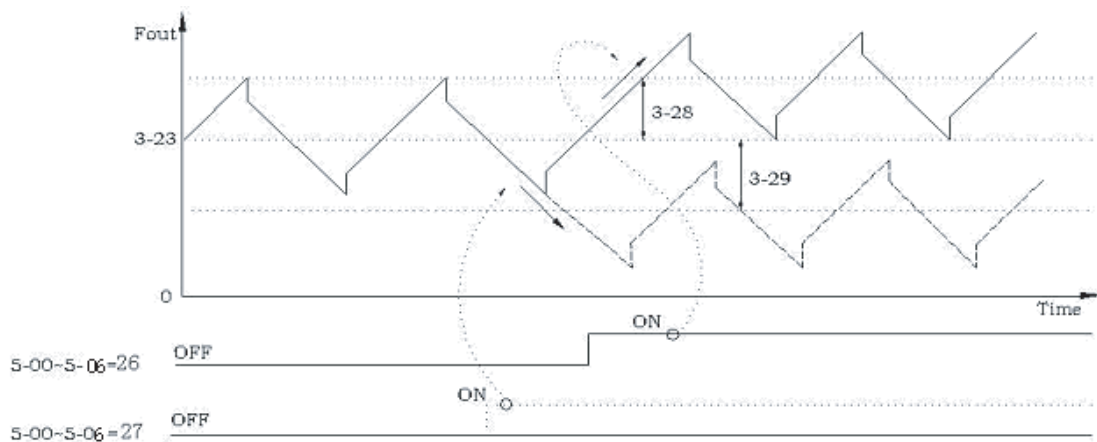 Fout
3-28
3-23
3-29
0
Time
ON
OFF
5-00~5-06=26
ON
OFF
5-00~5-06=27